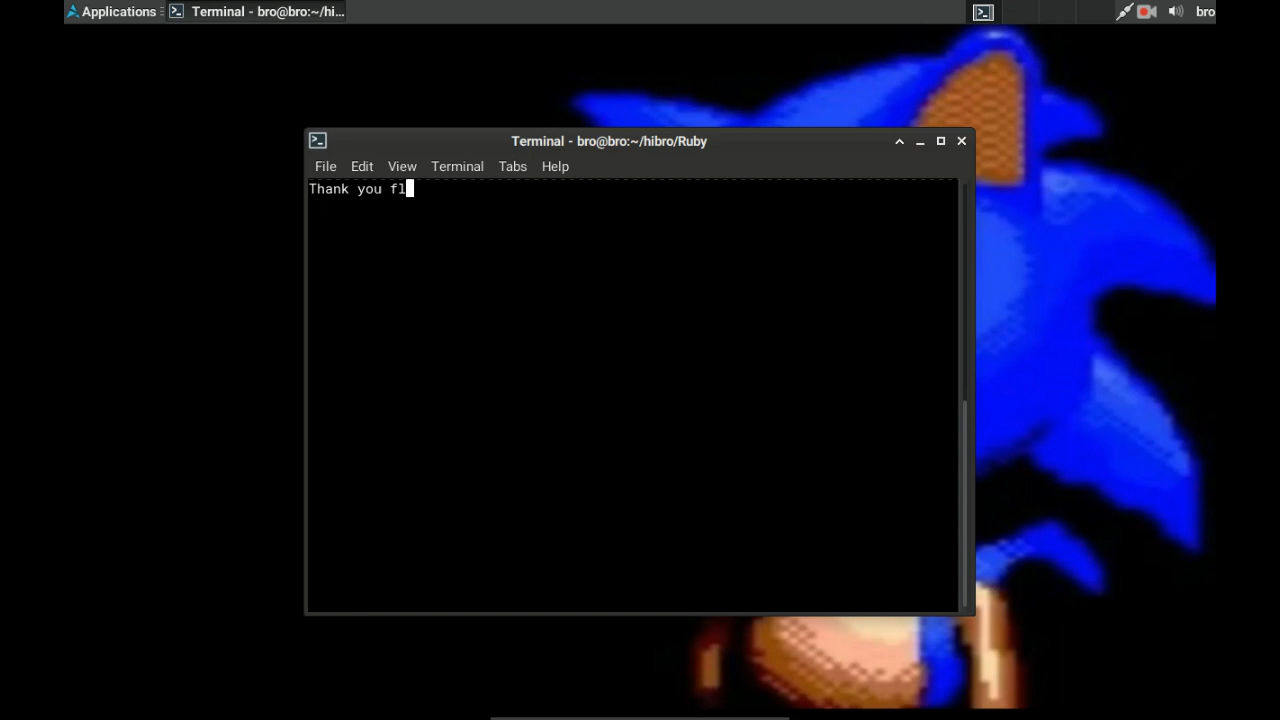 Applications
Terminal - bro@bro:~/hi...
bro
Terminal - bro@bro:~/hibro/Ruby
File Edit View Terminal Tabs Help
Thank you fl